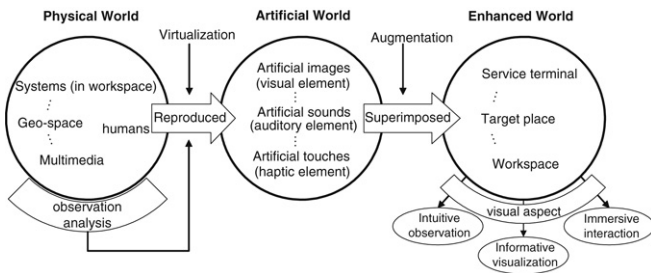 Physical World
Artificial World
Enhanced World
Virtualization
Augmentation
Systems (in workspace)
Geo-space
humans
Multimedia
observation
analysis
Reproduced
Artificial images
(visual element)
Artificial sounds
(auditory element)
Artificial touches
(haptic element)
Superimposed
Service terminal
Target place
Workspace
visual aspect
Intuitive
observation
Informative
visualization
Immersive
interaction